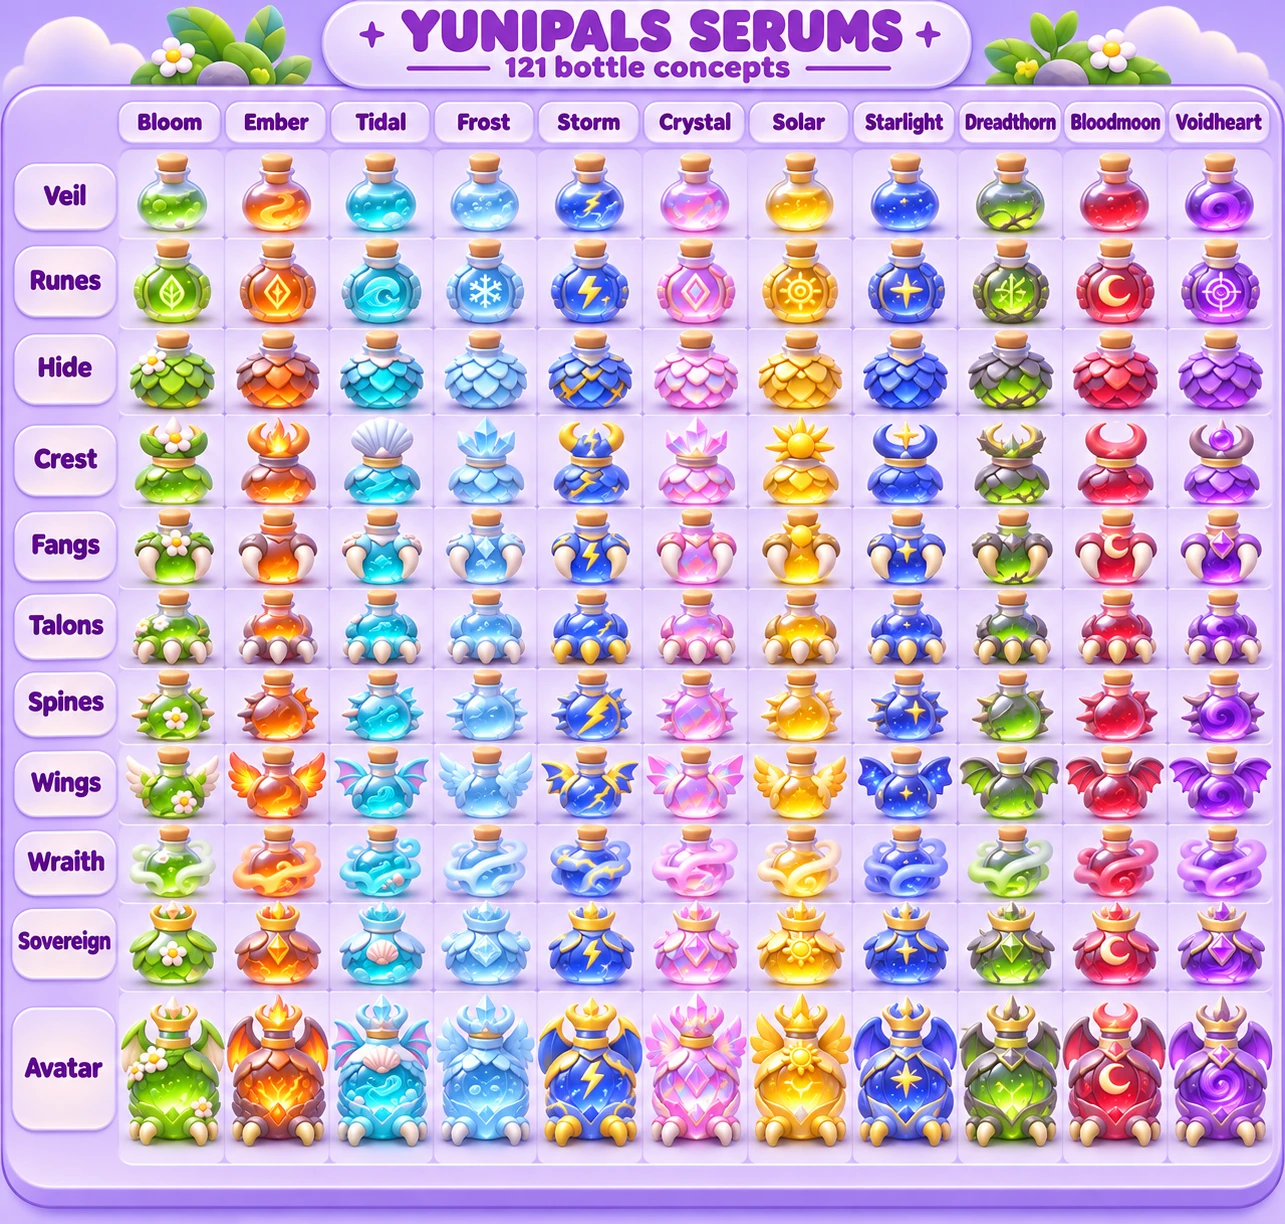 YUNIPALS SERUMS
121 bottle concepts
Bloom Ember Tidal Frost Storm Crystal Solar Starlight Dreadthorn Bloodmoon Voidheart
Veil
Runes
Hide
Crest
Fangs
Talons
Spines
Wings
Wraith
Sovereign
Avatar